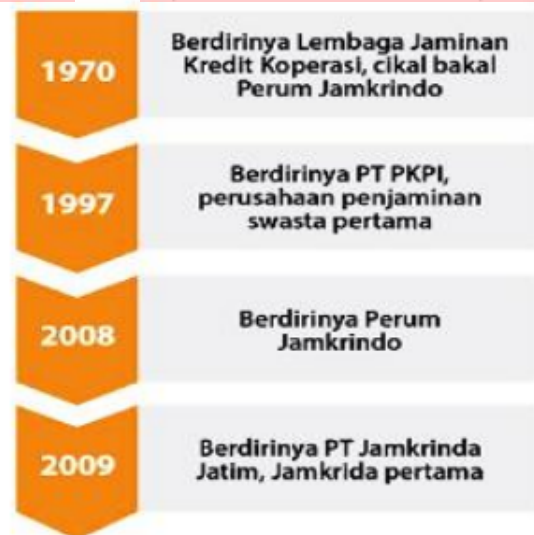 1970
Berdirinya Lembaga Jaminan
Kredit Koperasi, cikal bakal
Perum Jamkrindo
1997
Berdirinya PT PKPI,
perusahaan penjaminan
swasta pertama
2008
Berdirinya Perum
Jamkrindo
2009
Berdirinya PT Jamkrinda
Jatim, Jamkrida pertama